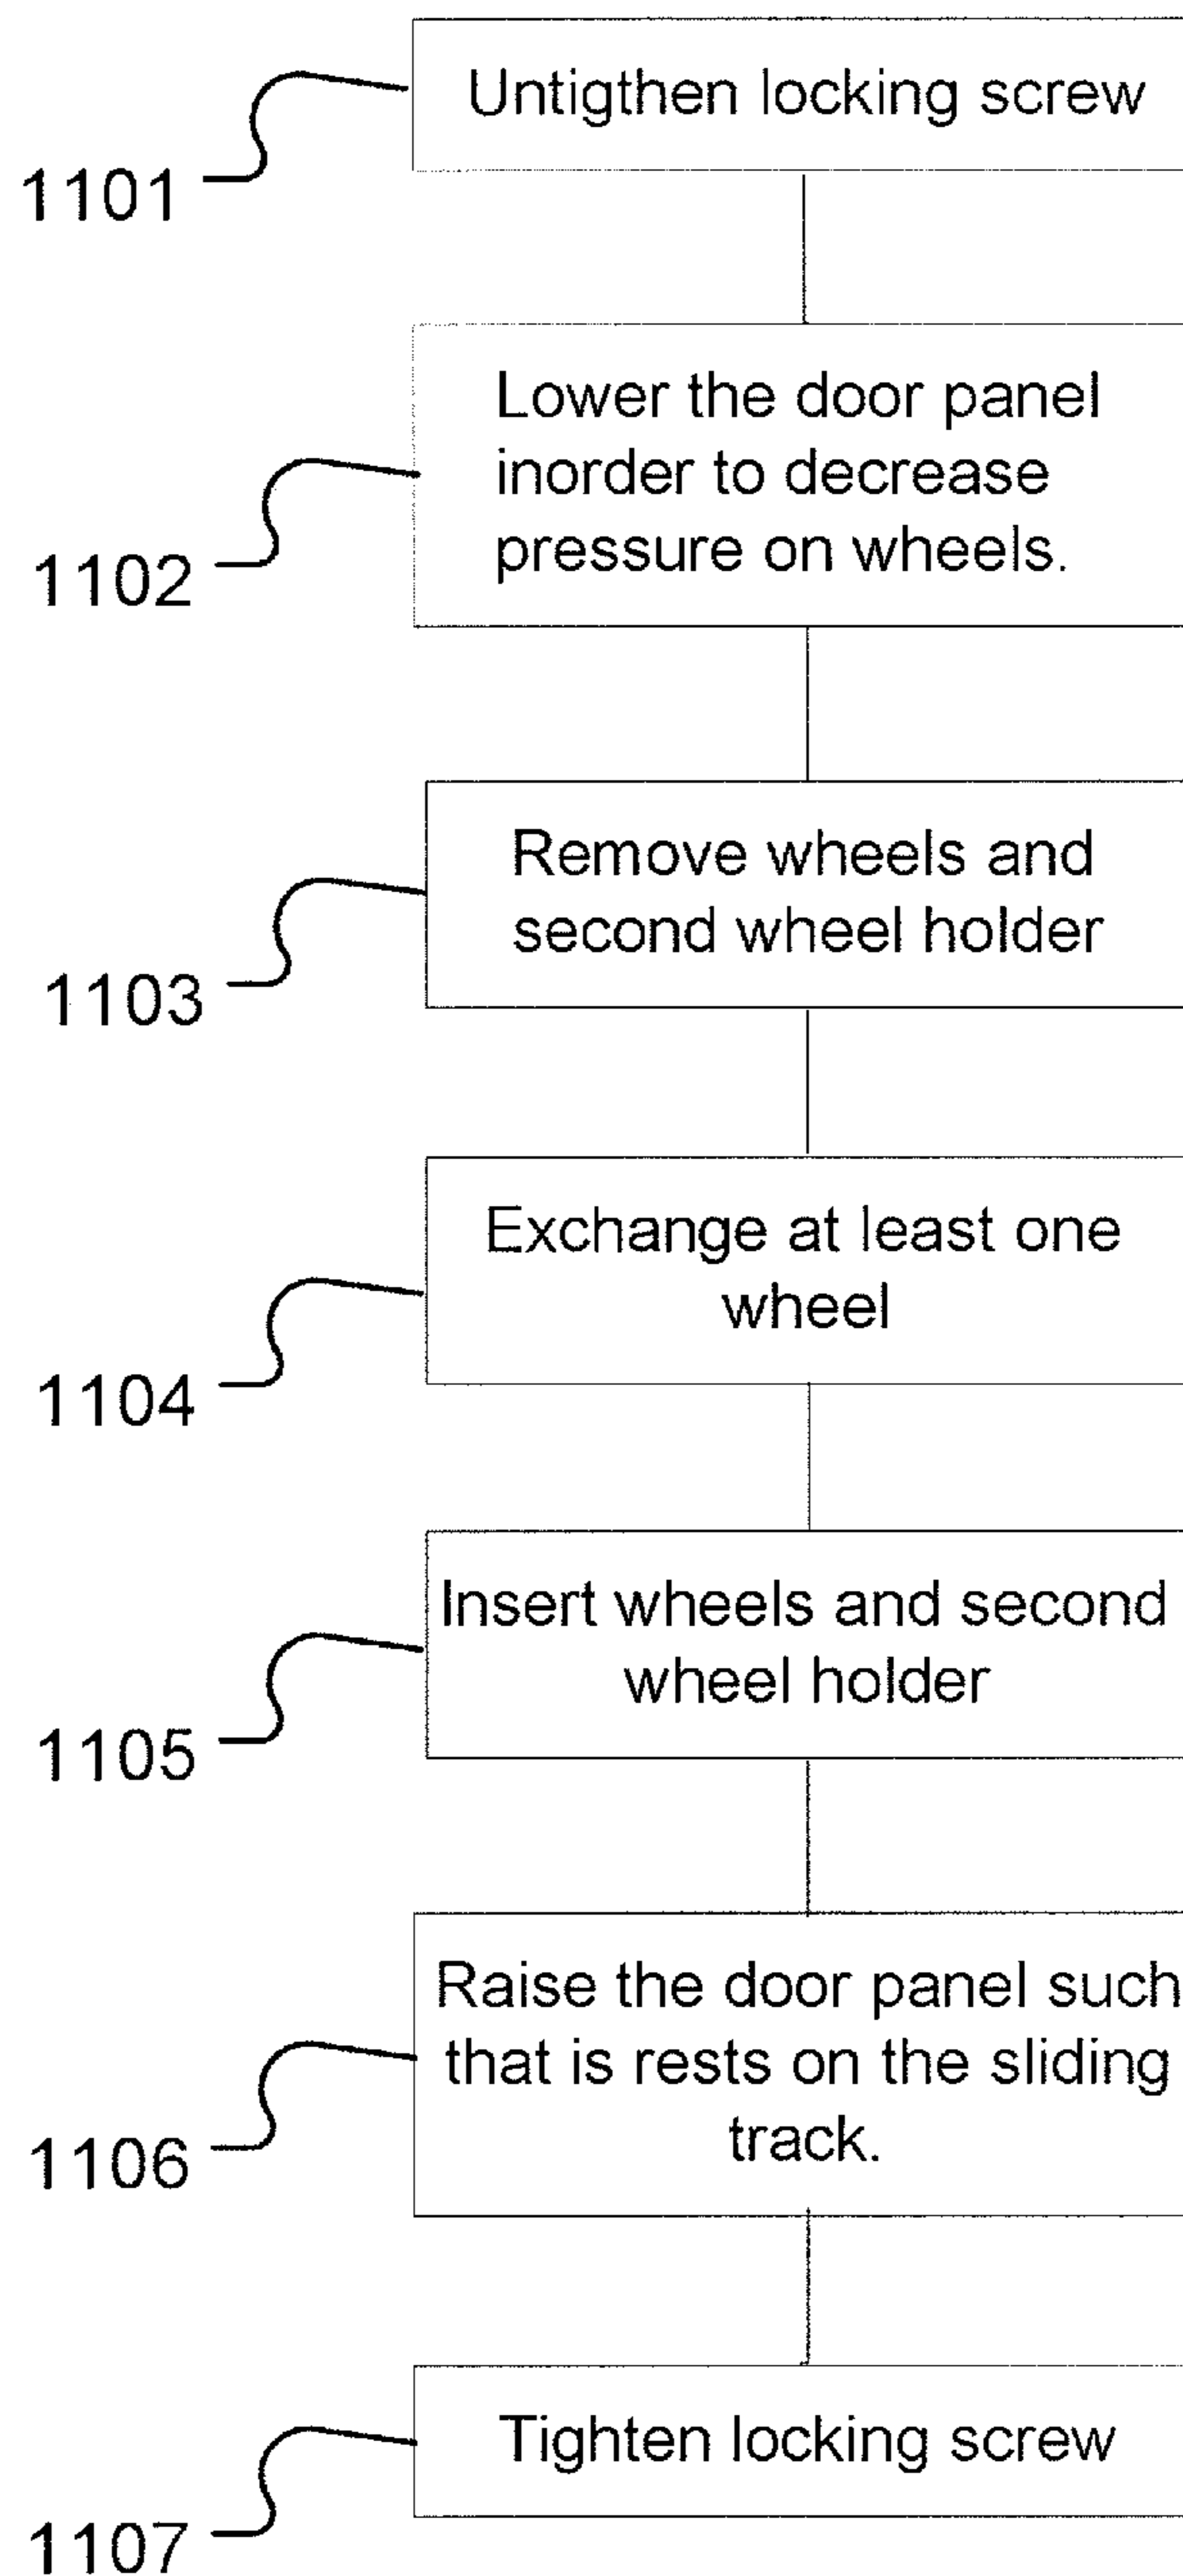 Untigthen locking screw
1101
Lower the door panel
inorder to decrease
pressure on wheels.
1102
Remove wheels and
second wheel holder
1103
Exchange at least one
wheel
1104
Insert wheels and second
wheel holder
1105
Raise the door panel such
that is rests on the sliding
track.
1106
Tighten locking screw
1107